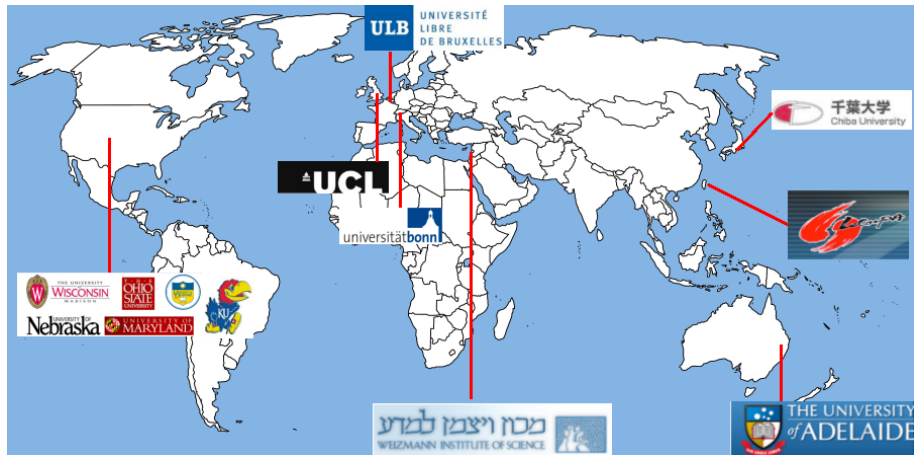 ULB
UNIVERSITÉ
LIBRE
DE BRUXELLES
千葉大学
Chiba University
UCL
universitätbonn
THE UNIVERSITY
WISCONSIN
MADISON
THE
OHIO
STATE
UNIVERSITY
KU
UNIVERSITY OF
Nebraska
UNIVERSITY OF
MARYLAND
מכון ויצמן למדע
WEIZMANN INSTITUTE OF SCIENCE
THE UNIVERSITY
of ADELAIDE